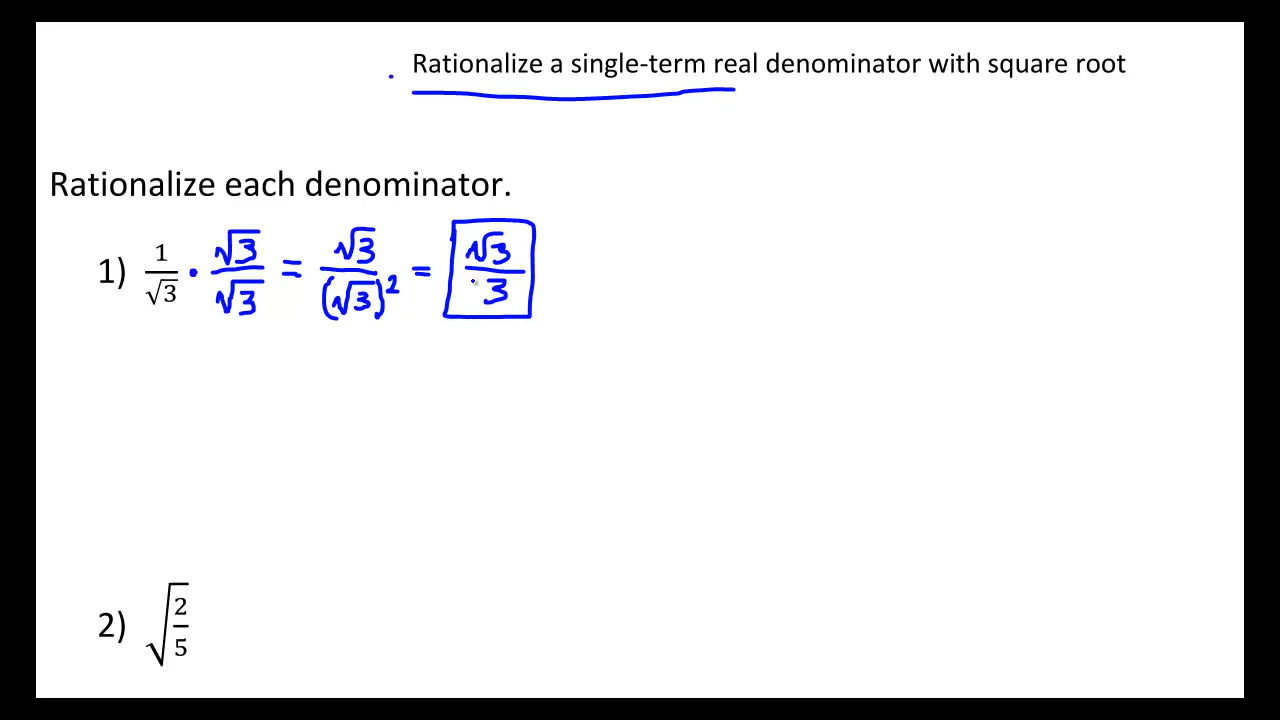 Rationalize a single-term real denominator with square root
Rationalize each denominator.
1) 1/√3 • √3/√3 = √3/(√3)² = √3/3
2) √(2/5)